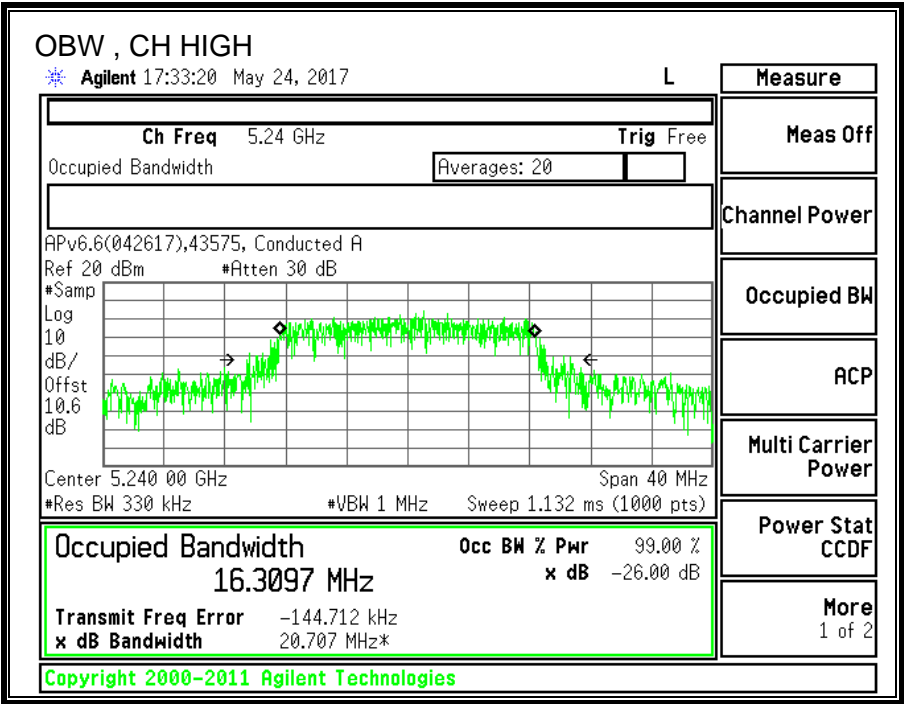 OBW , CH HIGH
Agilent 17:33:20 May 24, 2017 L
Measure
Ch Freq 5.24 GHz Trig Free
Meas Off
Occupied Bandwidth Averages: 20
Channel Power
APv6.6(042617),43575, Conducted A
Ref 20 dBm #Atten 30 dB
#Samp
Log
10
dB/
Offst
10.6
dB
Occupied BW
ACP
Multi Carrier
Power
Center 5.240 00 GHz Span 40 MHz
#Res BW 330 kHz #VBW 1 MHz Sweep 1.132 ms (1000 pts)
Power Stat
CCDF
Occupied Bandwidth Occ BW % Pwr 99.00 %
16.3097 MHz x dB -26.00 dB
Transmit Freq Error -144.712 kHz
x dB Bandwidth 20.707 MHz*
More
1 of 2
Copyright 2000-2011 Agilent Technologies